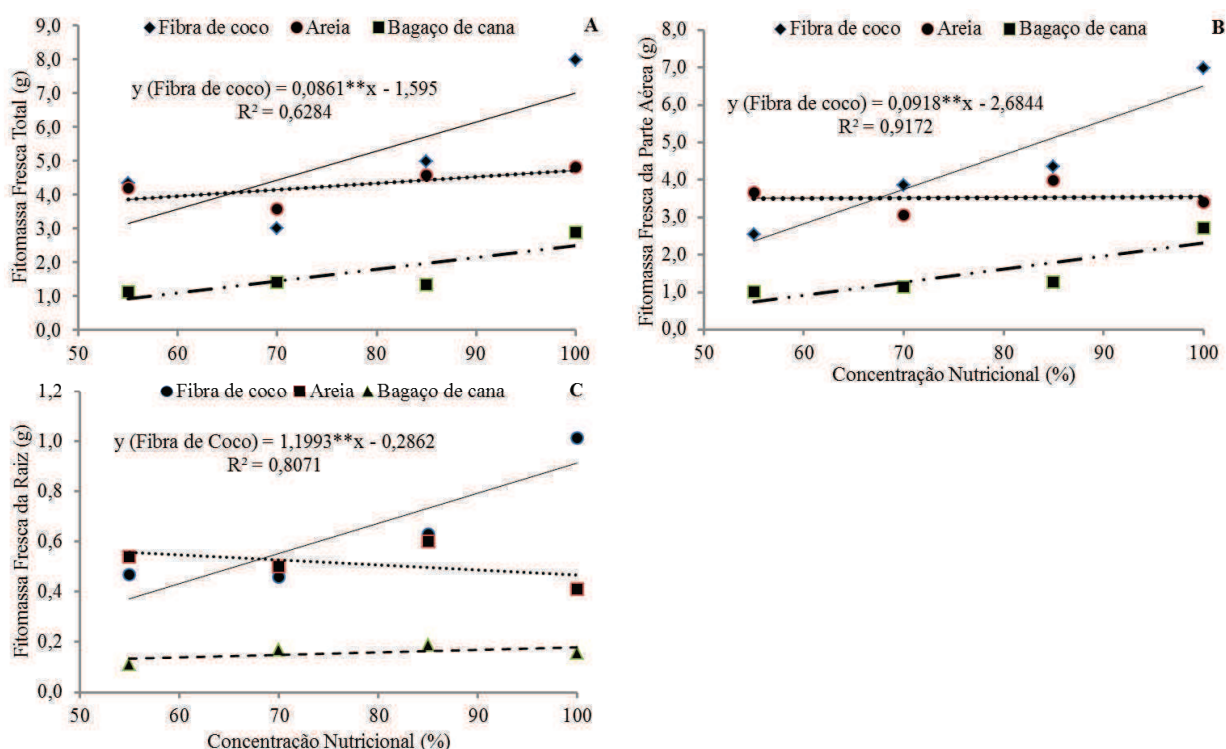 Fibra de coco Areia Bagaço de cana A
9,0
8,0
7,0
6,0
5,0
4,0
3,0
2,0
1,0
0,0
Fitomassa Fresca Total (g)
y (Fibra de coco) = 0,0861**x - 1,595
R² = 0,6284
50 60 70 80 90 100
Fibra de coco Areia Bagaço de cana B
8,0
7,0
6,0
5,0
4,0
3,0
2,0
1,0
0,0
Fitomassa Fresca da Parte Aérea (g)
y (Fibra de coco) = 0,0918**x - 2,6844
R² = 0,9172
50 60 70 80 90 100
Concentração Nutricional (%)
Fibra de coco Areia Bagaço de cana C
1,2
1,0
0,8
0,6
0,4
0,2
0,0
Fitomassa Fresca da Raiz (g)
y (Fibra de Coco) = 1,1993**x - 0,2862
R² = 0,8071
50 60 70 80 90 100
Concentração Nutricional (%)